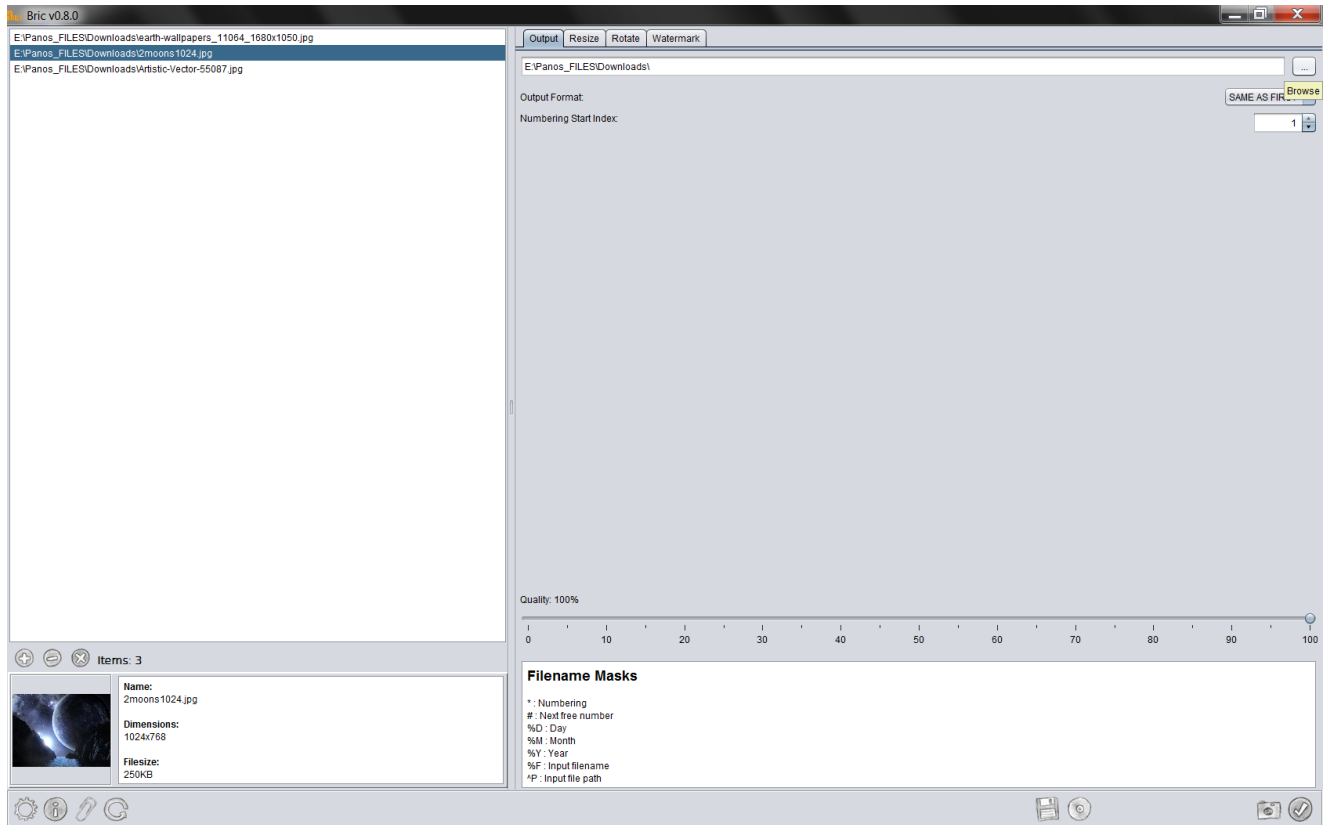 Bric v0.8.0
E:\Panos_FILES\Downloads\earth-wallpapers_11064_1680x1050.jpg
E:\Panos_FILES\Downloads\2moons1024.jpg
E:\Panos_FILES\Downloads\Artistic-Vector-55087.jpg
Items: 3
Name:
2moons1024.jpg
Dimensions:
1024x768
Filesize:
250KB
Output Resize Rotate Watermark
E:\Panos_FILES\Downloads\
...
Browse
Output Format:
SAME AS
Numbering Start Index:
1
Quality: 100%
0 10 20 30 40 50 60 70 80 90 100
Filename Masks
* : Numbering
# : Next free number
%D : Day
%M : Month
%Y : Year
%F : Input filename
^P : Input file path